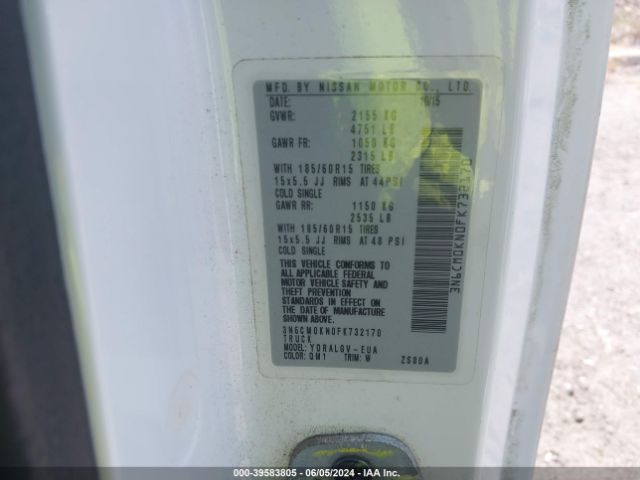 MFD. BY NISSAN MOTOR CO., LTD.
DATE: 10/15
GVWR: 2155 KG
4751 LB
GAWR FR: 1050 KG
2315 LB
WITH 185/60R15 TIRES
15x5.5 JJ RIMS AT 44PSI
COLD SINGLE
GAWR RR: 1150 KG
2535 LB
WITH 185/60R15 TIRES
15x5.5 JJ RIMS AT 48 PSI
COLD SINGLE
THIS VEHICLE CONFORMS TO
ALL APPLICABLE FEDERAL
MOTOR VEHICLE SAFETY AND
THEFT PREVENTION
STANDARDS IN EFFECT ON
THE DATE OF MANUFACTURE
SHOWN ABOVE.
3N6CM0KN0FK732170
TRUCK
MODEL: YDRALGV-EUA
COLOR: QM1 TRIM: W ZS00A
3N6CM0KN0FK732170
000-39583805 - 06/05/2024 - IAA Inc.